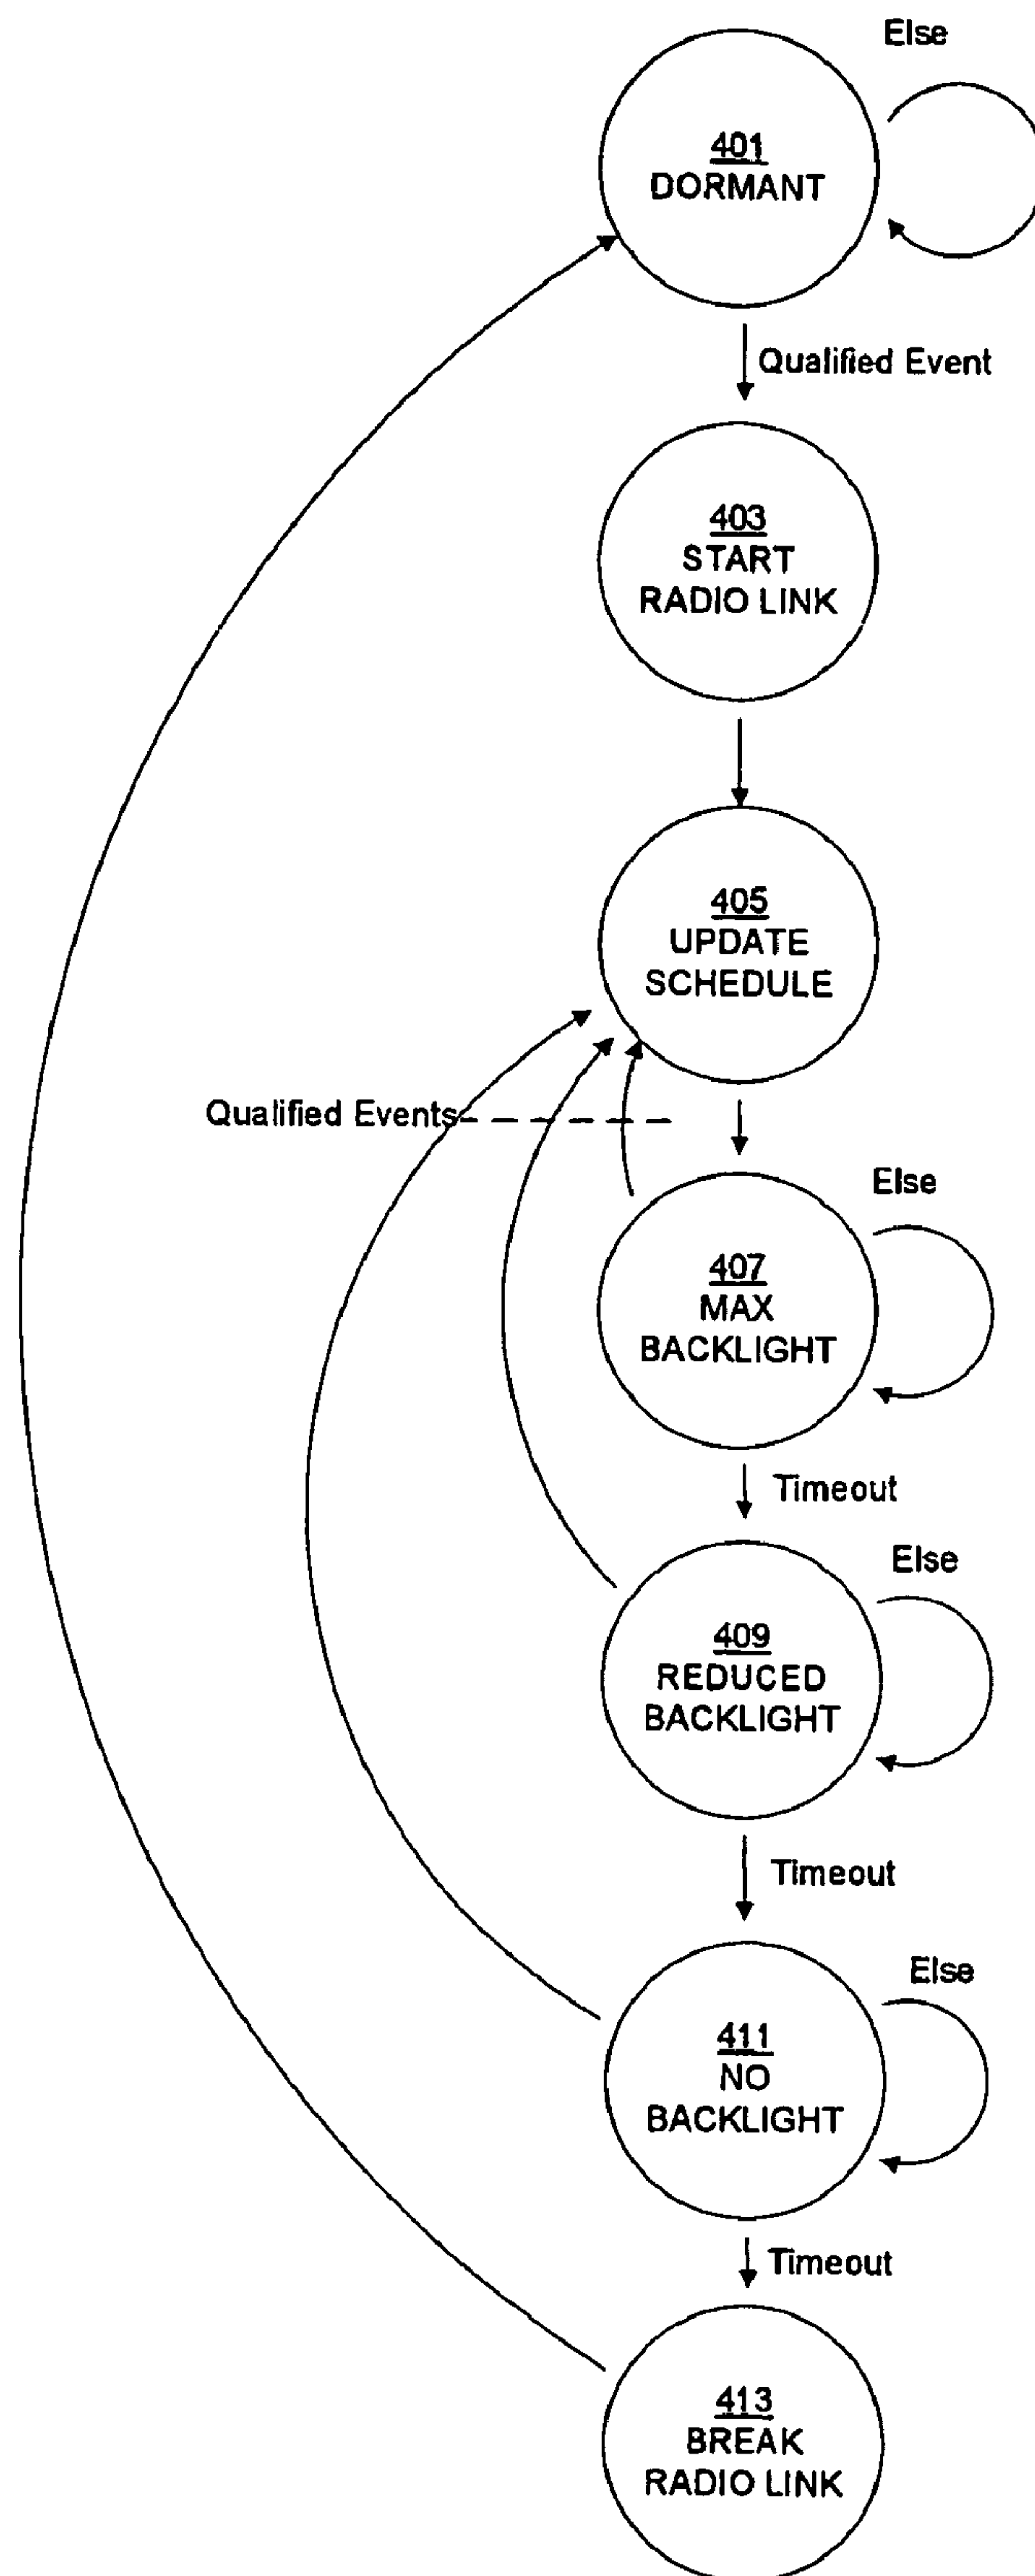 Else
401
DORMANT
Qualified Event
403
START
RADIO LINK
405
UPDATE
SCHEDULE
Qualified Events
Else
407
MAX
BACKLIGHT
Timeout
Else
409
REDUCED
BACKLIGHT
Timeout
Else
411
NO
BACKLIGHT
Timeout
413
BREAK
RADIO LINK